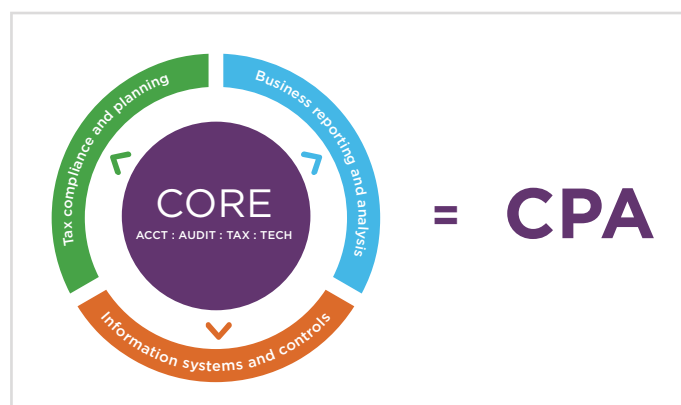 Tax compliance and planning
Business reporting and analysis
CORE
ACCT : AUDIT : TAX : TECH
= CPA
Information systems and controls